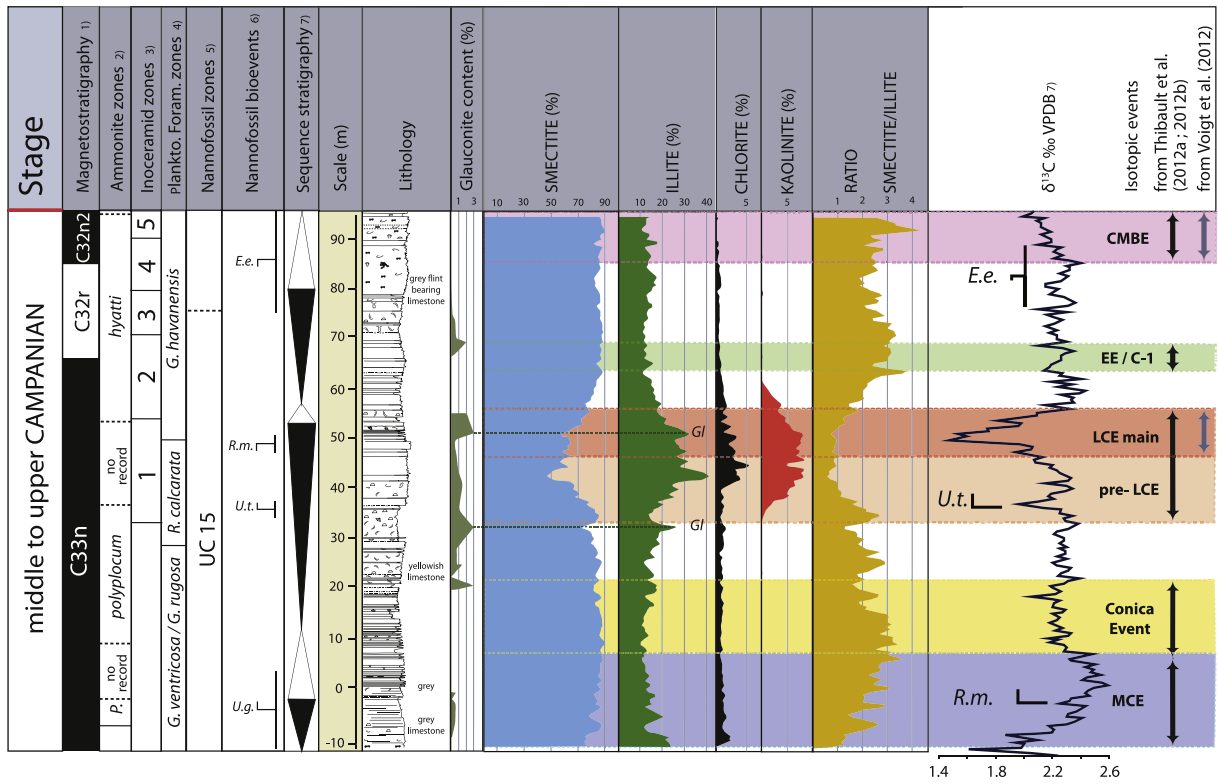 Stage
Magnetostratigraphy 1)
Ammonite zones 2)
Inoceramid zones 3)
Plankto. Foram. zones 4)
Nannofossil zones 5)
Nannofossil bioevents 6)
Sequence stratigraphy 7)
Scale (m)
Lithology
Glauconite content (%)
1 3
SMECTITE (%)
10 50 70 90
ILLITE (%)
10 20 30 40
CHLORITE (%)
5
KAOLINITE (%)
5
RATIO
SMECTITE/ILLITE
1 2 3 4
δ13C ‰ VPDB 7)
Isotopic events
from Thibault et al.
(2012a ; 2012b)
from Voigt et al. (2012)
middle to upper CAMPANIAN
C32n2
C32r
C33n
hyatti
no
record
polyplocum
no
record
P.
5
4
3
2
1
G. havanensis
R. calcarata
G. ventricosa / G. rugosa
UC 15
E.e.
R.m.
U.t.
U.g.
90
80
70
60
50
40
30
20
10
0
-10
grey flint
bearing
limestone
yellowish
limestone
grey
grey
limestone
Gl
Gl
E.e.
U.t.
R.m.
CMBE
EE / C-1
LCE main
pre- LCE
Conica
Event
MCE
1.4 1.8 2.2 2.6